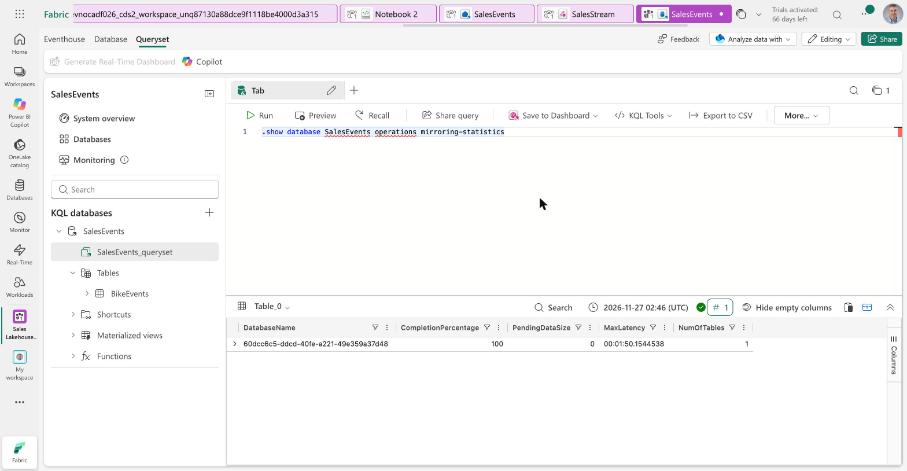 Fabric
vnocadf026_cds2_workspace_unq87130a88dce9f1118be4000d3a315
Notebook 2
SalesEvents
SalesStream
SalesEvents
Trials activated:
66 days left
Eventhouse Database Queryset
Feedback
Analyze data with
Editing
Share
Generate Real-Time Dashboard Copilot
Home
Workspaces
Power BI
Copilot
OneLake
catalog
Databases
Monitor
Real-Time
Workloads
Sales
Lakehouse..
My
workspace
Fabric
SalesEvents
System overview
Databases
Monitoring
Search
KQL databases
SalesEvents
SalesEvents_queryset
Tables
BikeEvents
Shortcuts
Materialized views
fx Functions
Tab
1
Run Preview Recall Share query Save to Dashboard </> KQL Tools Export to CSV More...
1 .show database SalesEvents operations mirroring-statistics
Table_0
Search 2026-11-27 02:46 (UTC) # 1 Hide empty columns
DatabaseName CompletionPercentage PendingDataSize MaxLatency NumOfTables
60dcc6c5-ddcd-40fe-a221-49e359a37d48 100 0 00:01:50.1544538 1
Columns